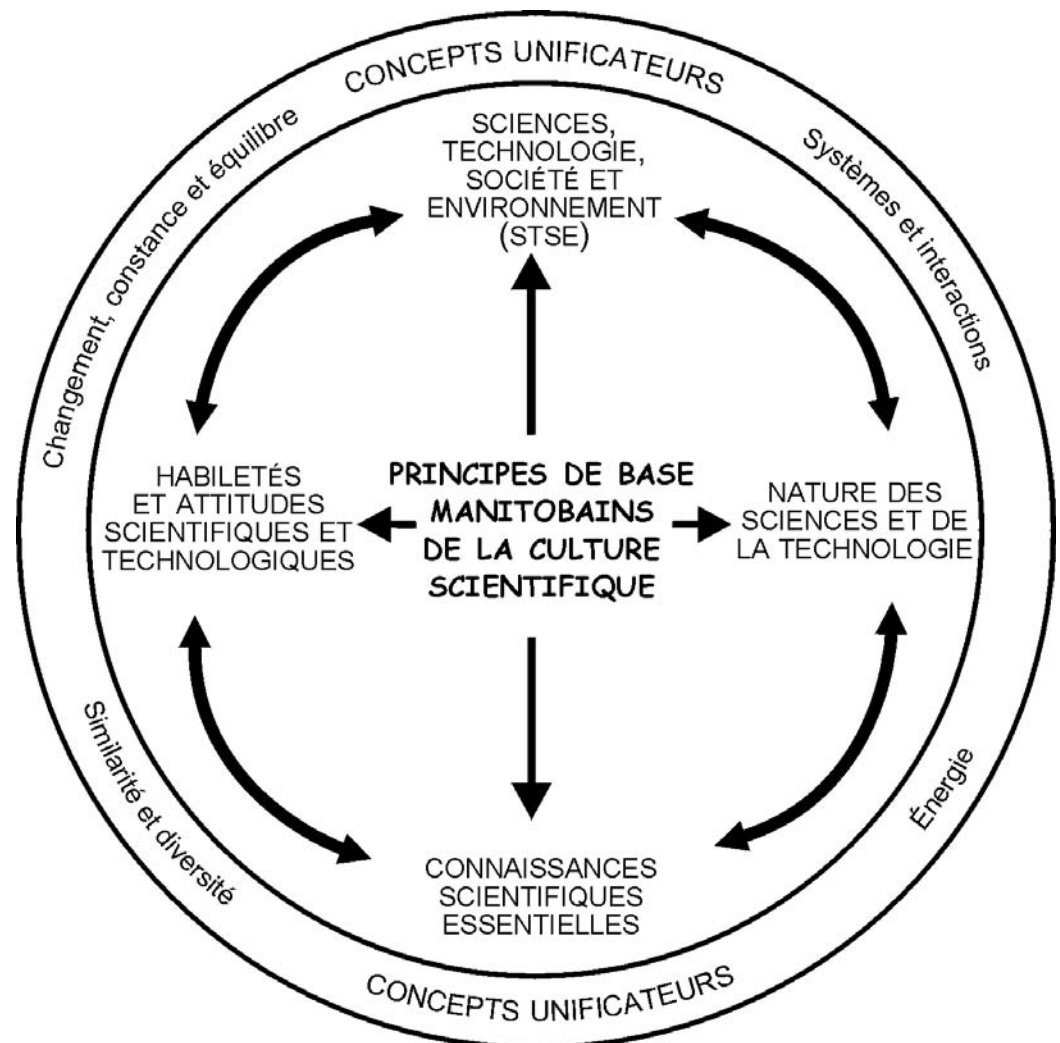 CONCEPTS UNIFICATEURS
Changement, constance et équilibre
Systèmes et interactions
SCIENCES,
TECHNOLOGIE,
SOCIÉTÉ ET
ENVIRONNEMENT
(STSE)
HABILETÉS
ET ATTITUDES
SCIENTIFIQUES ET
TECHNOLOGIQUES
PRINCIPES DE BASE
MANITOBAINS
DE LA CULTURE
SCIENTIFIQUE
NATURE DES
SCIENCES ET DE
LA TECHNOLOGIE
Similarité et diversité
Énergie
CONNAISSANCES
SCIENTIFIQUES
ESSENTIELLES
CONCEPTS UNIFICATEURS